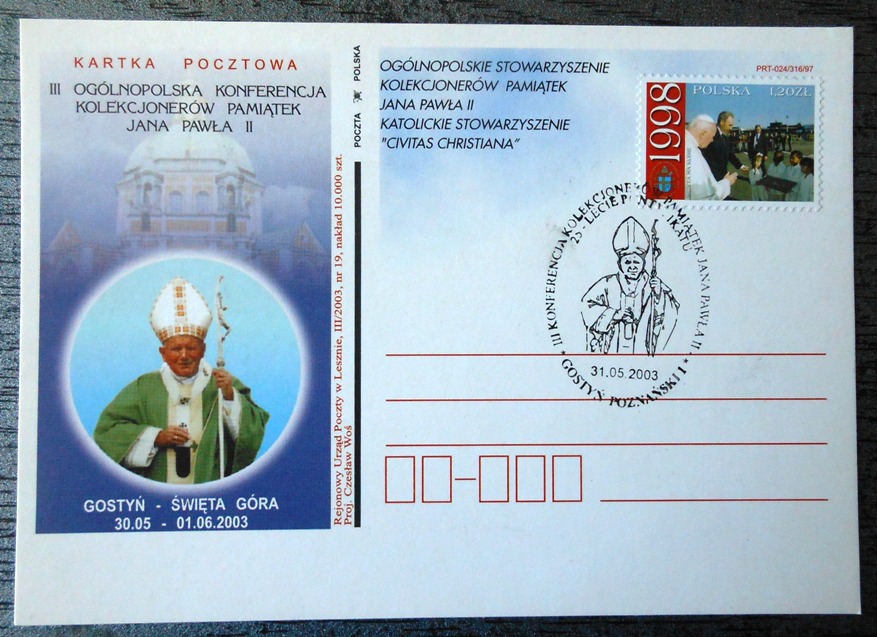 KARTKA POCZTOWA
III OGÓLNOPOLSKA KONFERENCJA
KOLEKCJONERÓW PAMIĄTEK
JANA PAWŁA II
GOSTYŃ - ŚWIĘTA GÓRA
30.05 - 01.06.2003
Rejonowy Urząd Poczty w Lesznie, III/2003, nr 19, nakład 10.000 szt.
Proj. Czesław Woś
POCZTA POLSKA
OGÓLNOPOLSKIE STOWARZYSZENIE
KOLEKCJONERÓW PAMIĄTEK
JANA PAWŁA II
KATOLICKIE STOWARZYSZENIE
"CIVITAS CHRISTIANA"
PRT-024/316/97
1998
POLSKA 1,20ZŁ
III KONFERENCJA KOLEKCJONERÓW PAMIĄTEK JANA PAWŁA II
25-LECIE PONTYFIKATU
31.05.2003
* GOSTYŃ POZNAŃSKI 1 *